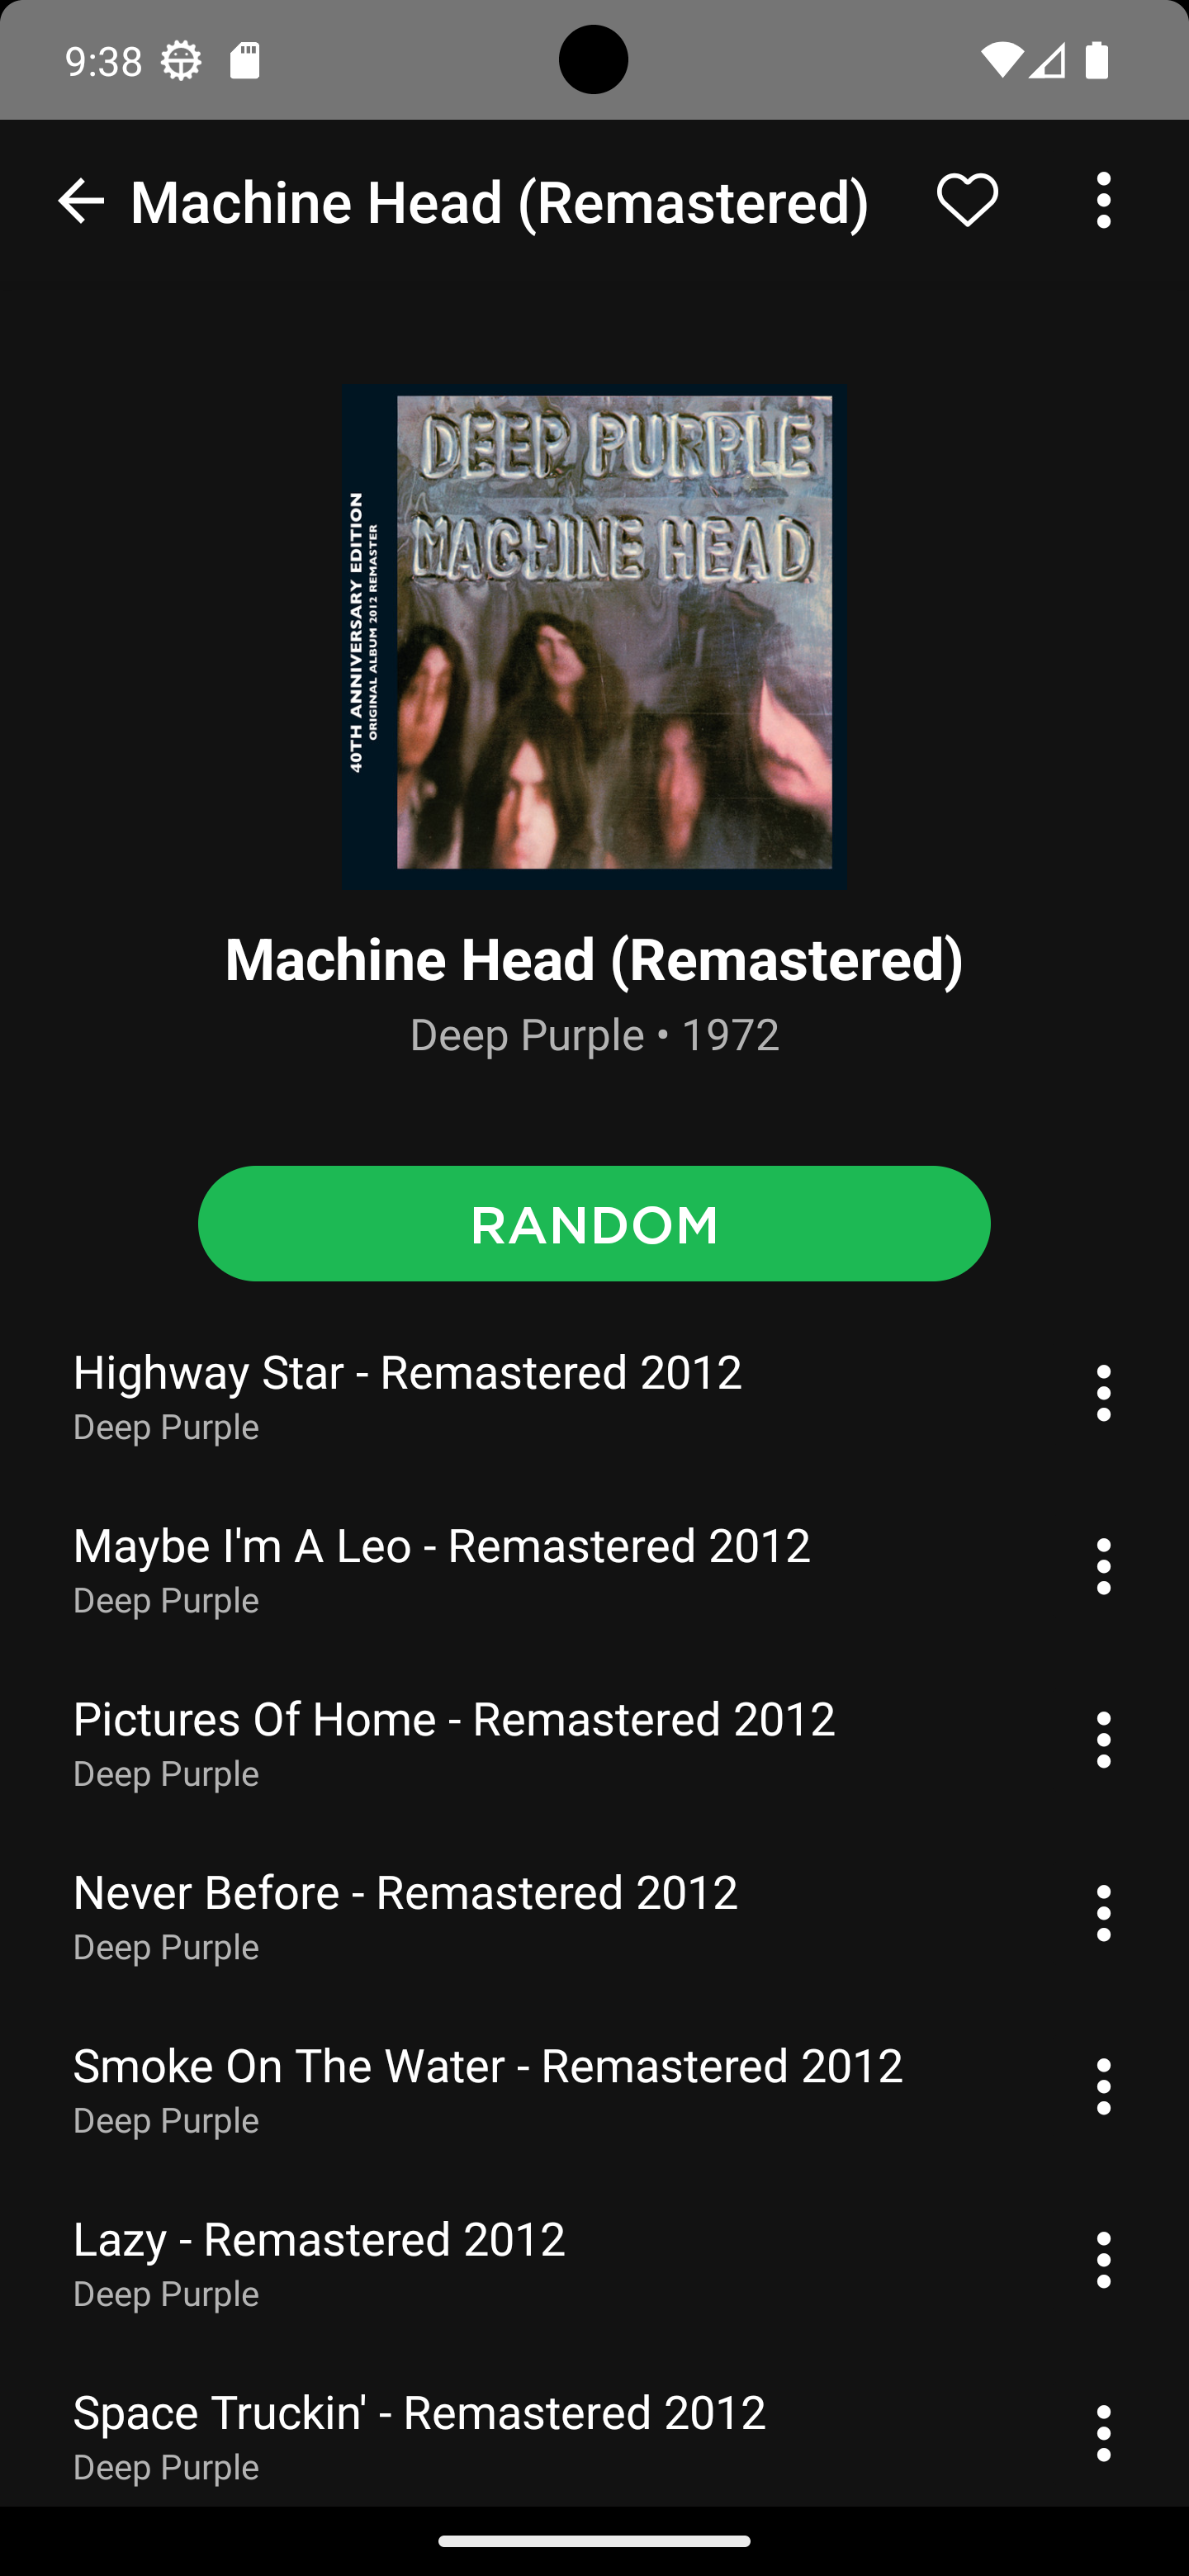 9:38
Machine Head (Remastered)
DEEP PURPLE
MACHINE HEAD
40TH ANNIVERSARY EDITION
ORIGINAL ALBUM 2012 REMASTER
Machine Head (Remastered)
Deep Purple • 1972
RANDOM
Highway Star - Remastered 2012
Deep Purple
Maybe I'm A Leo - Remastered 2012
Deep Purple
Pictures Of Home - Remastered 2012
Deep Purple
Never Before - Remastered 2012
Deep Purple
Smoke On The Water - Remastered 2012
Deep Purple
Lazy - Remastered 2012
Deep Purple
Space Truckin' - Remastered 2012
Deep Purple